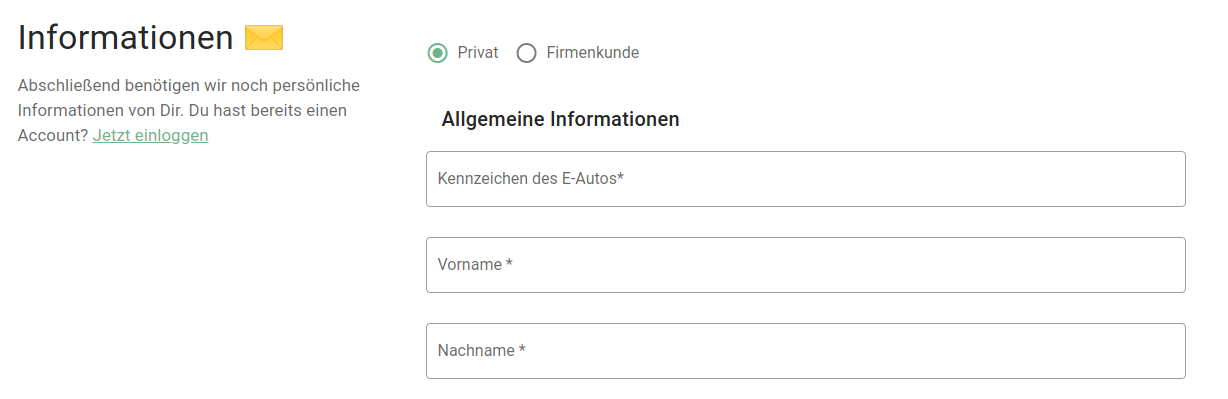 Informationen
Abschließend benötigen wir noch persönliche
Informationen von Dir. Du hast bereits einen
Account? Jetzt einloggen
Privat Firmenkunde
Allgemeine Informationen
Kennzeichen des E-Autos*
Vorname *
Nachname *